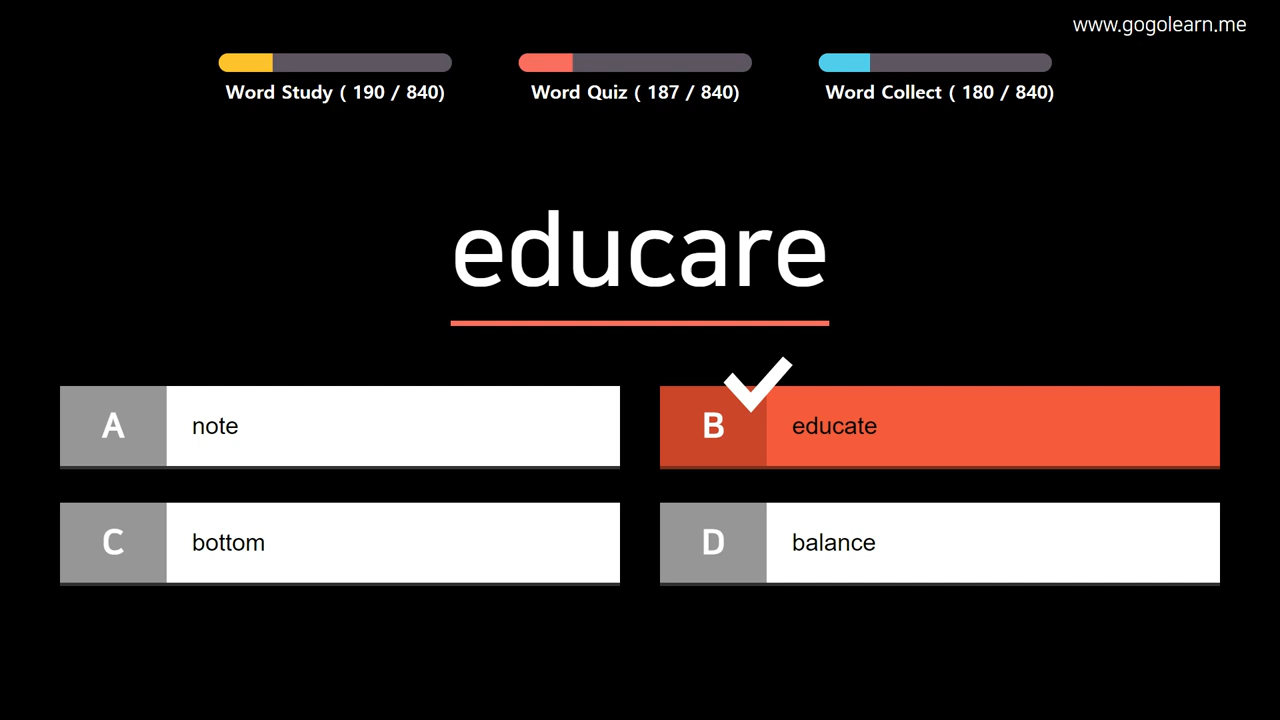 www.gogolearn.me
Word Study ( 190 / 840)
Word Quiz ( 187 / 840)
Word Collect ( 180 / 840)
educare
A note
B educate
C bottom
D balance